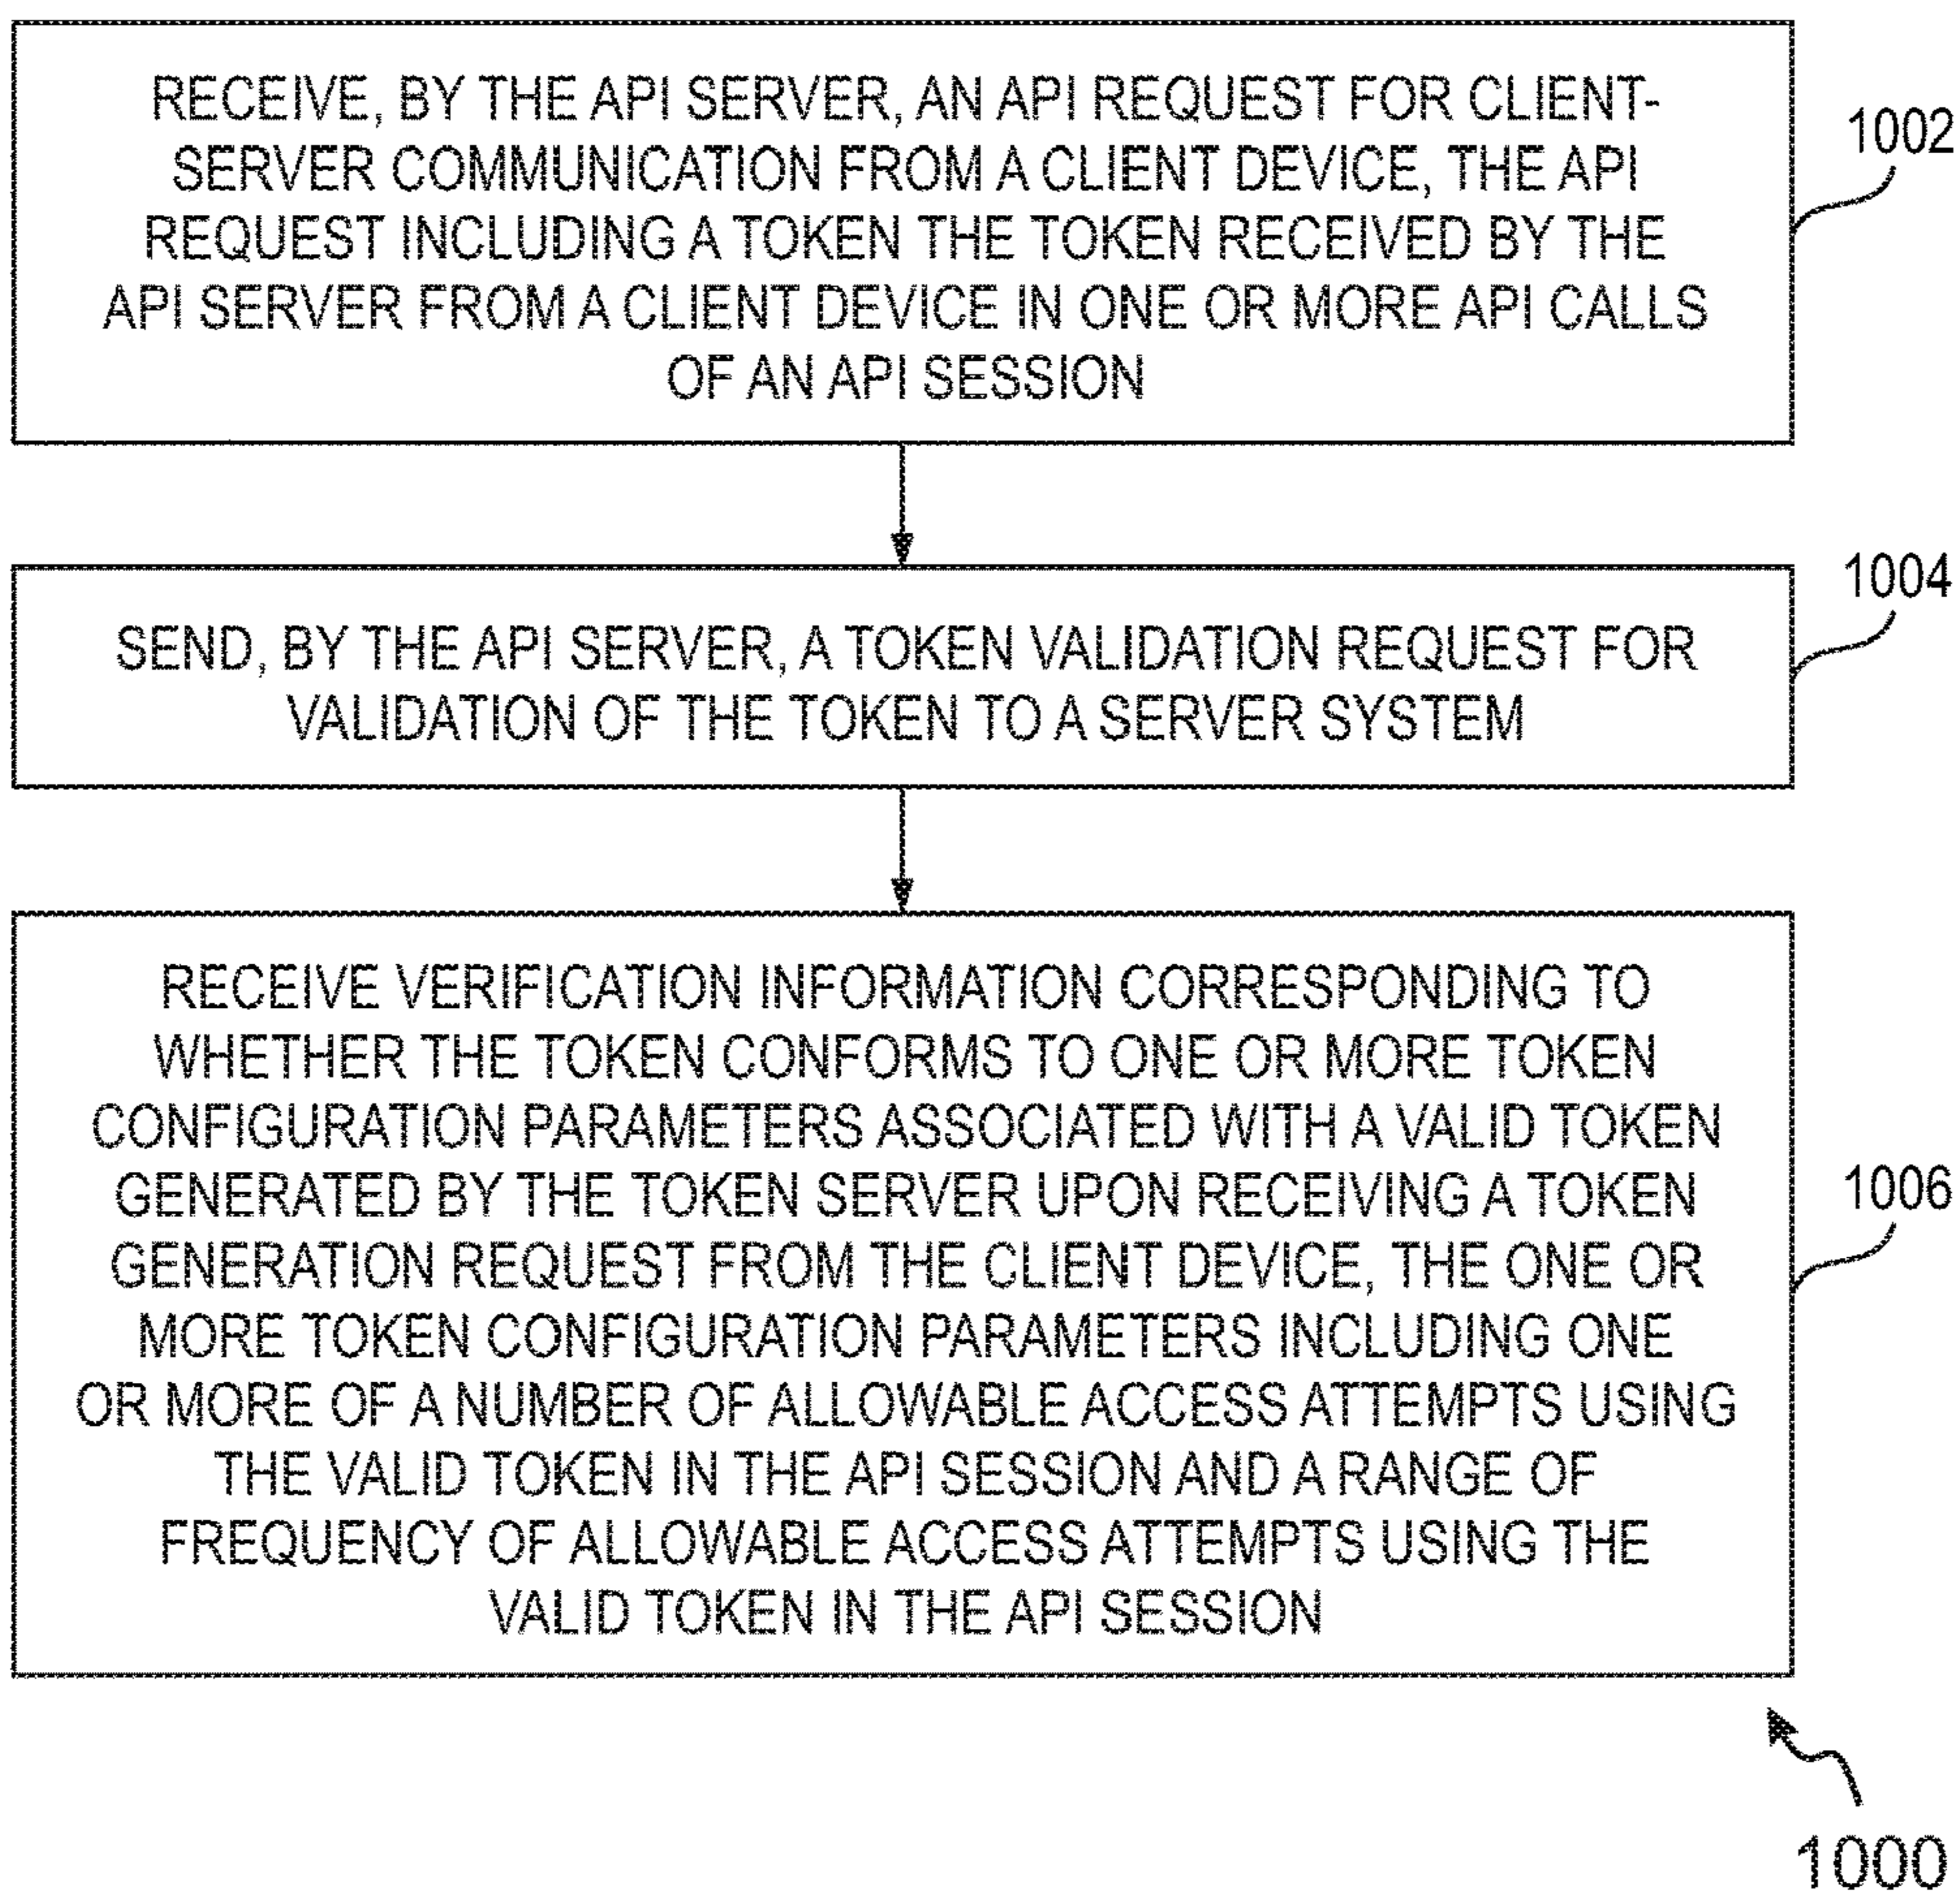 RECEIVE, BY THE API SERVER, AN API REQUEST FOR CLIENT-
SERVER COMMUNICATION FROM A CLIENT DEVICE, THE API
REQUEST INCLUDING A TOKEN THE TOKEN RECEIVED BY THE
API SERVER FROM A CLIENT DEVICE IN ONE OR MORE API CALLS
OF AN API SESSION
1002
SEND, BY THE API SERVER, A TOKEN VALIDATION REQUEST FOR
VALIDATION OF THE TOKEN TO A SERVER SYSTEM
1004
RECEIVE VERIFICATION INFORMATION CORRESPONDING TO
WHETHER THE TOKEN CONFORMS TO ONE OR MORE TOKEN
CONFIGURATION PARAMETERS ASSOCIATED WITH A VALID TOKEN
GENERATED BY THE TOKEN SERVER UPON RECEIVING A TOKEN
GENERATION REQUEST FROM THE CLIENT DEVICE, THE ONE OR
MORE TOKEN CONFIGURATION PARAMETERS INCLUDING ONE
OR MORE OF A NUMBER OF ALLOWABLE ACCESS ATTEMPTS USING
THE VALID TOKEN IN THE API SESSION AND A RANGE OF
FREQUENCY OF ALLOWABLE ACCESS ATTEMPTS USING THE
VALID TOKEN IN THE API SESSION
1006
1000